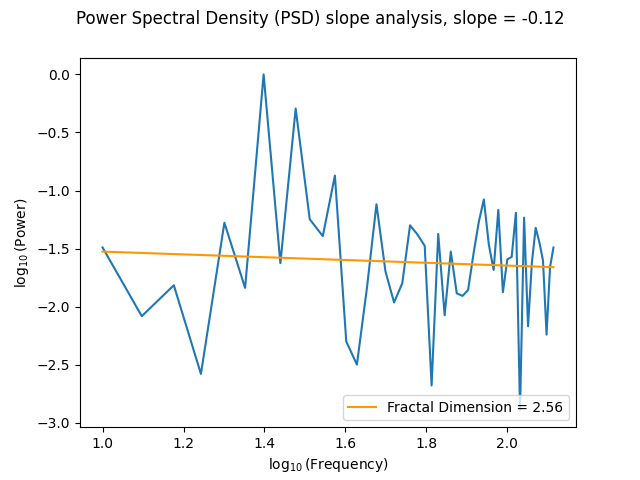 Power Spectral Density (PSD) slope analysis, slope = -0.12
0.0
−0.5
−1.0
−1.5
−2.0
−2.5
−3.0
log₁₀(Power)
Fractal Dimension = 2.56
1.0 1.2 1.4 1.6 1.8 2.0
log₁₀(Frequency)